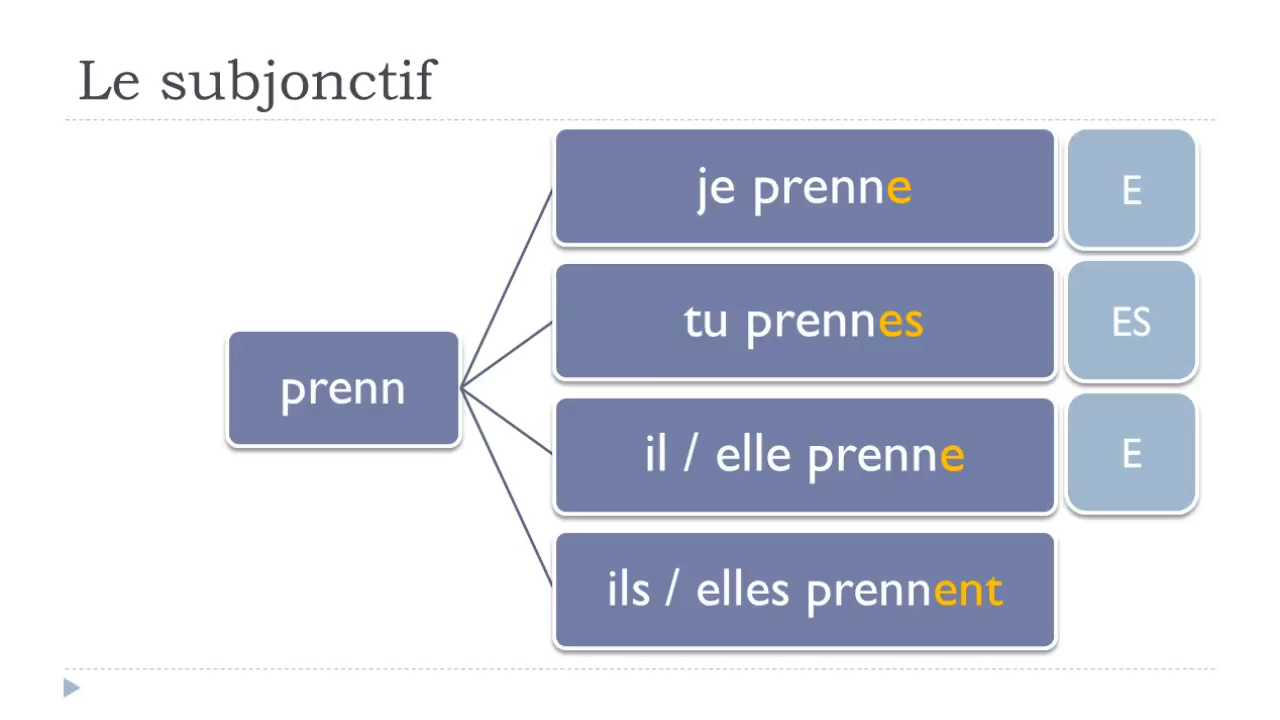 Le subjonctif
je prenne
E
tu prennes
ES
prenn
il / elle prenne
E
ils / elles prennent